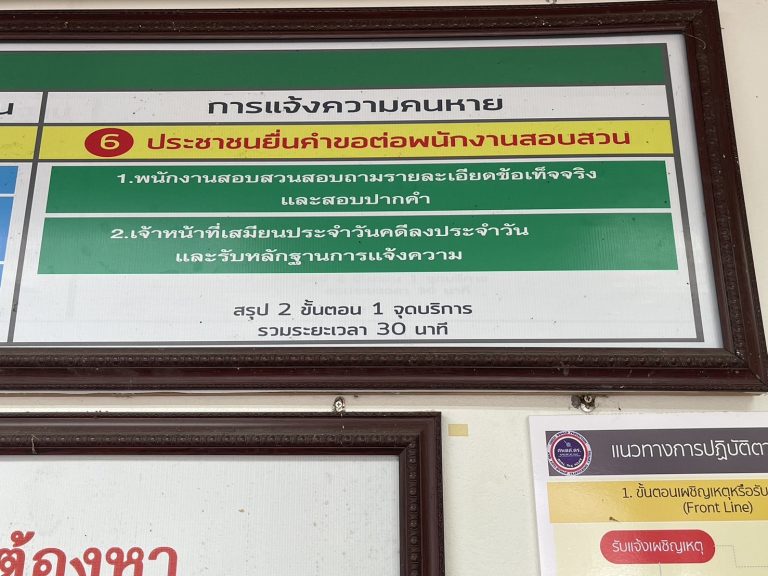 การแจ้งความคนหาย
6 ประชาชนยื่นคำขอต่อพนักงานสอบสวน
1.พนักงานสอบสวนสอบถามรายละเอียดข้อเท็จจริง
และสอบปากคำ
2.เจ้าหน้าที่เสมียนประจำวันคดีลงประจำวัน
และรับหลักฐานการแจ้งความ
สรุป 2 ขั้นตอน 1 จุดบริการ
รวมระยะเวลา 30 นาที
แนวทางการปฏิบัติตา
1. ขั้นตอนเผชิญเหตุหรือรับ
(Front Line)
รับแจ้งเผชิญเหตุ
ต้องหา